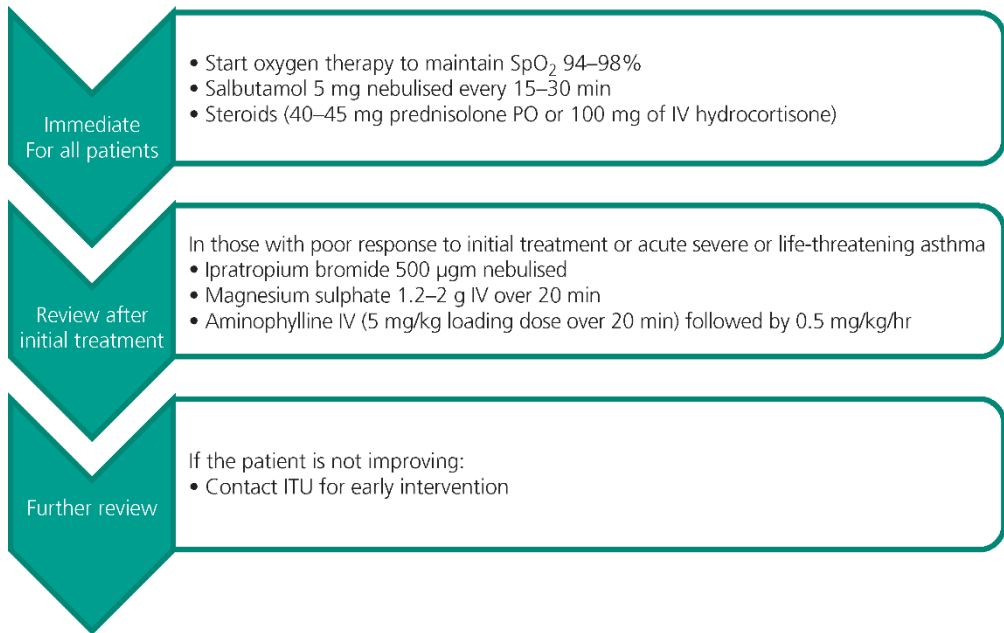 Immediate
For all patients
• Start oxygen therapy to maintain SpO₂ 94–98%
• Salbutamol 5 mg nebulised every 15–30 min
• Steroids (40–45 mg prednisolone PO or 100 mg of IV hydrocortisone)
Review after
initial treatment
In those with poor response to initial treatment or acute severe or life-threatening asthma
• Ipratropium bromide 500 µgm nebulised
• Magnesium sulphate 1.2–2 g IV over 20 min
• Aminophylline IV (5 mg/kg loading dose over 20 min) followed by 0.5 mg/kg/hr
Further review
If the patient is not improving:
• Contact ITU for early intervention